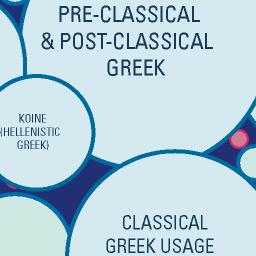 PRE-CLASSICAL
& POST-CLASSICAL
GREEK
KOINE
{HELLENISTIC
GREEK}
CLASSICAL
GREEK USAGE